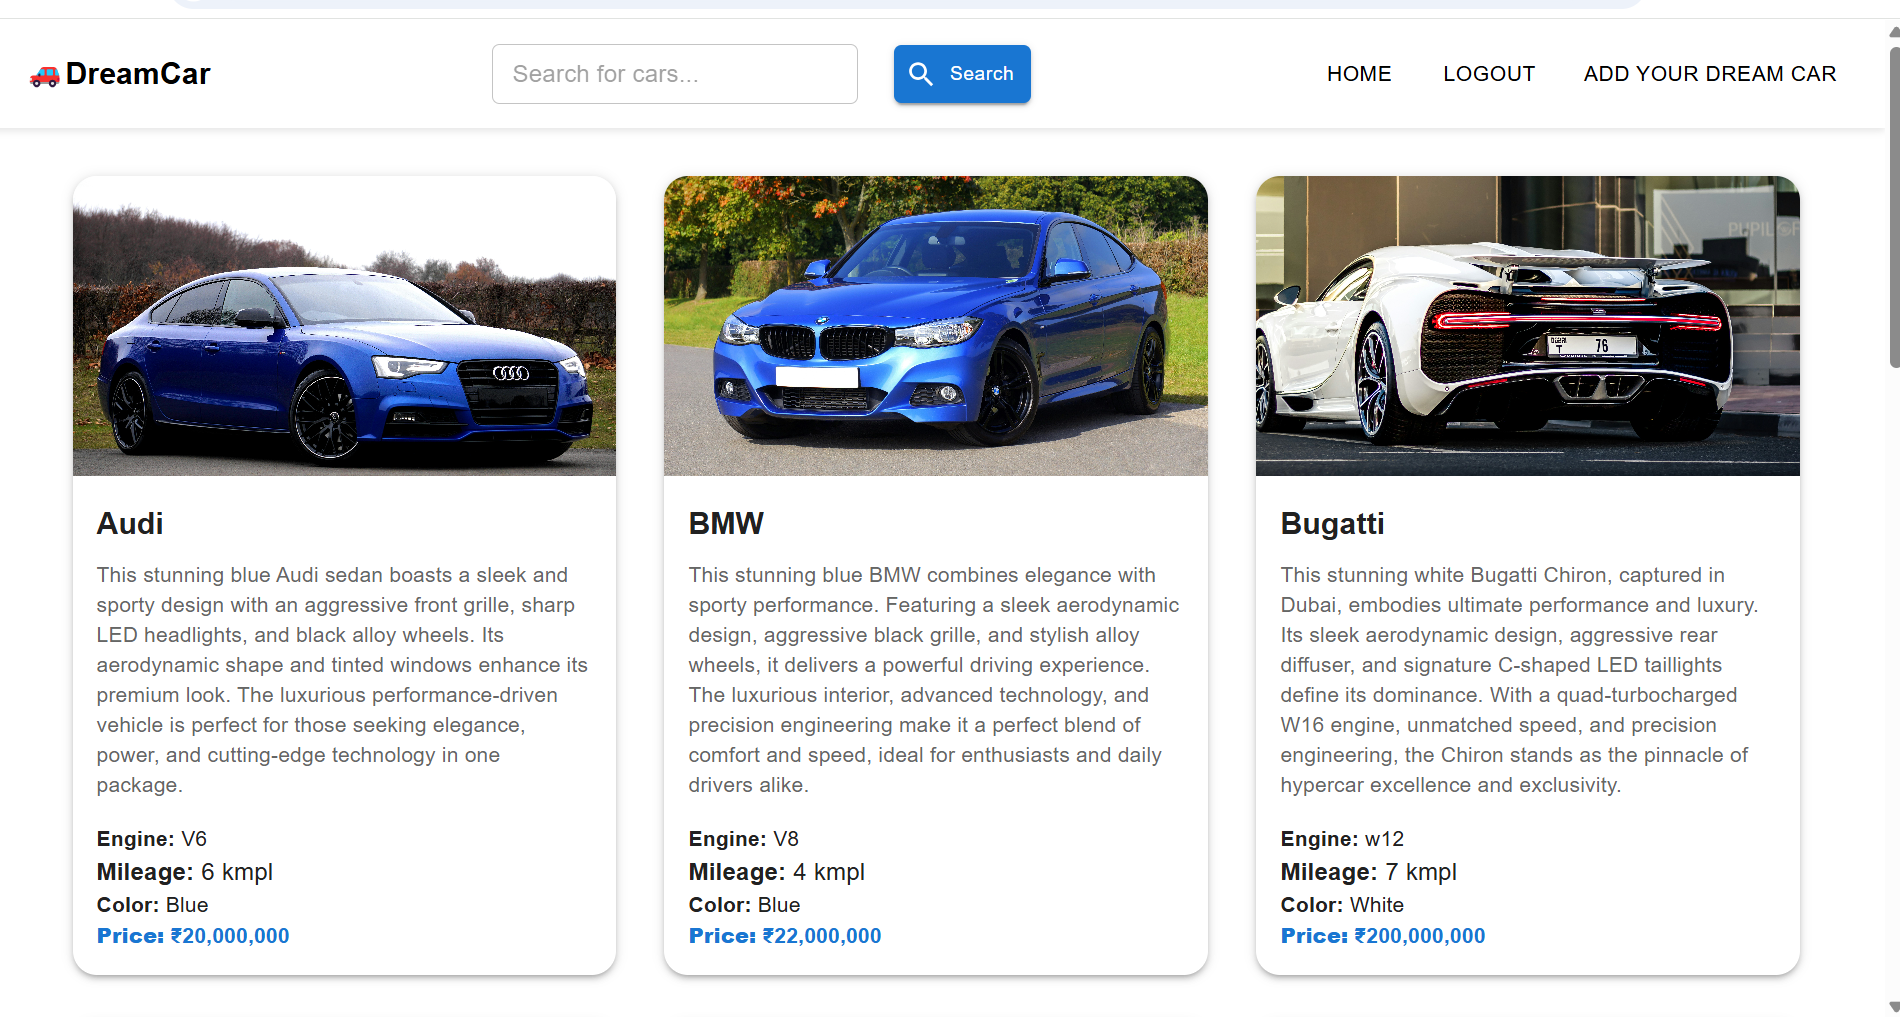 DreamCar
Search for cars...
Search
HOME
LOGOUT
ADD YOUR DREAM CAR
DUBAI
T 76
Audi
This stunning blue Audi sedan boasts a sleek and
sporty design with an aggressive front grille, sharp
LED headlights, and black alloy wheels. Its
aerodynamic shape and tinted windows enhance its
premium look. The luxurious performance-driven
vehicle is perfect for those seeking elegance,
power, and cutting-edge technology in one
package.
Engine: V6
Mileage: 6 kmpl
Color: Blue
Price: ₹20,000,000
BMW
This stunning blue BMW combines elegance with
sporty performance. Featuring a sleek aerodynamic
design, aggressive black grille, and stylish alloy
wheels, it delivers a powerful driving experience.
The luxurious interior, advanced technology, and
precision engineering make it a perfect blend of
comfort and speed, ideal for enthusiasts and daily
drivers alike.
Engine: V8
Mileage: 4 kmpl
Color: Blue
Price: ₹22,000,000
Bugatti
This stunning white Bugatti Chiron, captured in
Dubai, embodies ultimate performance and luxury.
Its sleek aerodynamic design, aggressive rear
diffuser, and signature C-shaped LED taillights
define its dominance. With a quad-turbocharged
W16 engine, unmatched speed, and precision
engineering, the Chiron stands as the pinnacle of
hypercar excellence and exclusivity.
Engine: w12
Mileage: 7 kmpl
Color: White
Price: ₹200,000,000